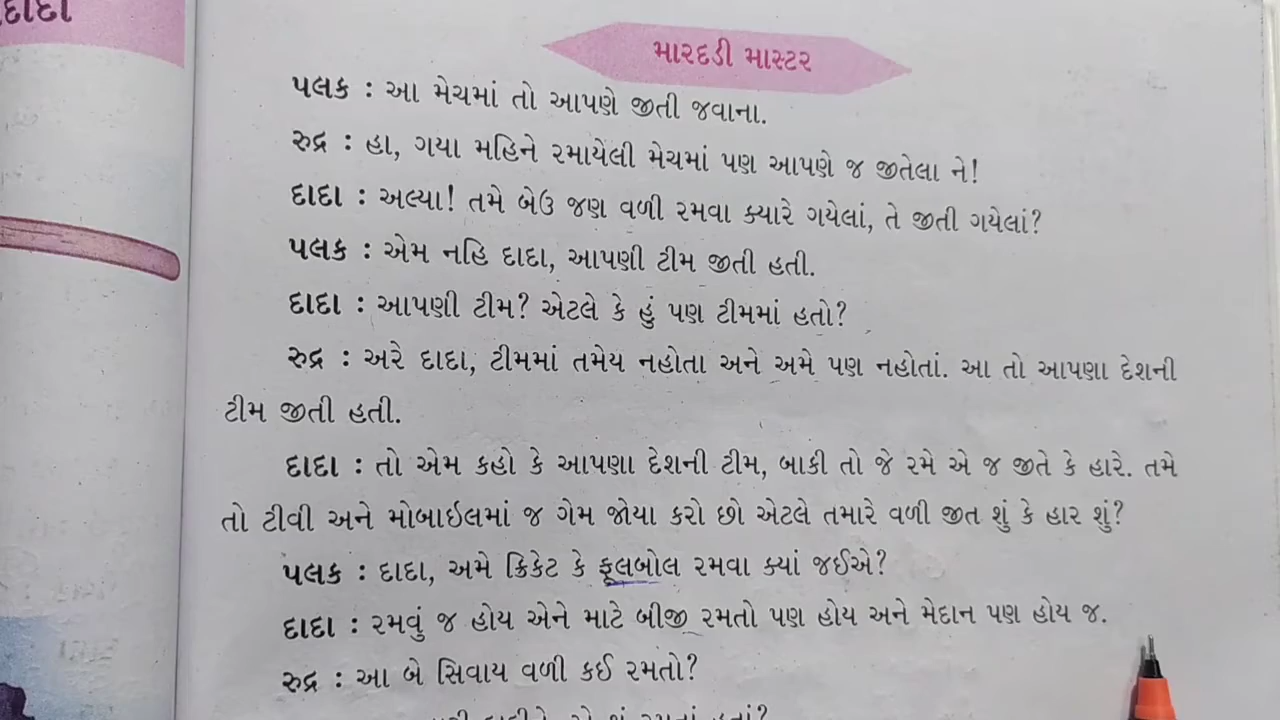 દાદા
મારદડી માસ્ટર
પલક : આ મેચમાં તો આપણે જીતી જવાના.
રુદ્ર : હા, ગયા મહિને રમાયેલી મેચમાં પણ આપણે જ જીતેલા ને!
દાદા : અલ્યા! તમે બેઉ જણ વળી રમવા ક્યારે ગયેલાં, તે જીતી ગયેલાં?
પલક : એમ નહિ દાદા, આપણી ટીમ જીતી હતી.
દાદા : આપણી ટીમ? એટલે કે હું પણ ટીમમાં હતો?
રુદ્ર : અરે દાદા, ટીમમાં તમેય નહોતા અને અમે પણ નહોતાં. આ તો આપણા દેશની
ટીમ જીતી હતી.
દાદા : તો એમ કહો કે આપણા દેશની ટીમ, બાકી તો જે રમે એ જ જીતે કે હારે. તમે
તો ટીવી અને મોબાઈલમાં જ ગેમ જોયા કરો છો એટલે તમારે વળી જીત શું કે હાર શું?
પલક : દાદા, અમે ક્રિકેટ કે ફૂલબોલ રમવા ક્યાં જઈએ?
દાદા : રમવું જ હોય એને માટે બીજી રમતો પણ હોય અને મેદાન પણ હોય જ.
રુદ્ર : આ બે સિવાય વળી કઈ રમતો?